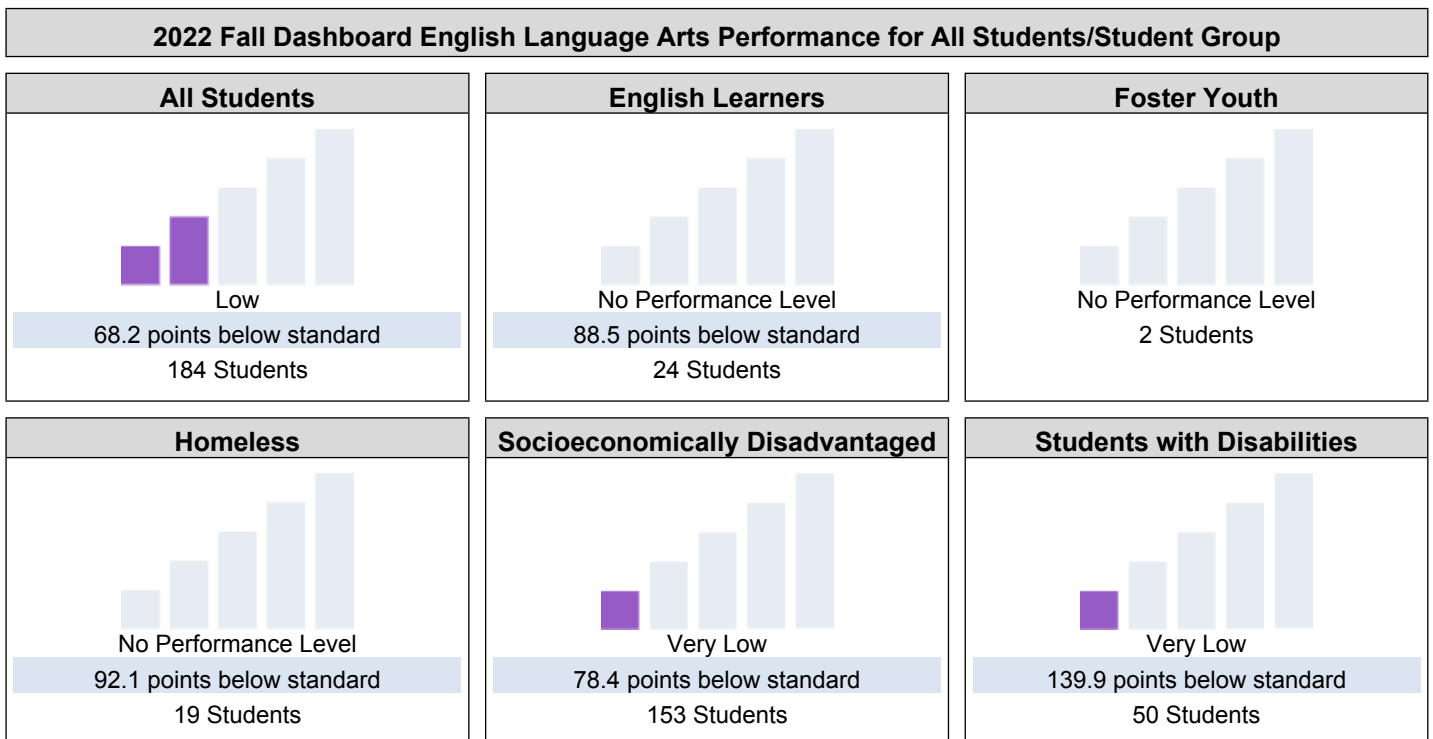 2022 Fall Dashboard English Language Arts Performance for All Students/Student Group
All Students
Low
68.2 points below standard
184 Students
English Learners
No Performance Level
88.5 points below standard
24 Students
Foster Youth
No Performance Level
2 Students
Homeless
No Performance Level
92.1 points below standard
19 Students
Socioeconomically Disadvantaged
Very Low
78.4 points below standard
153 Students
Students with Disabilities
Very Low
139.9 points below standard
50 Students